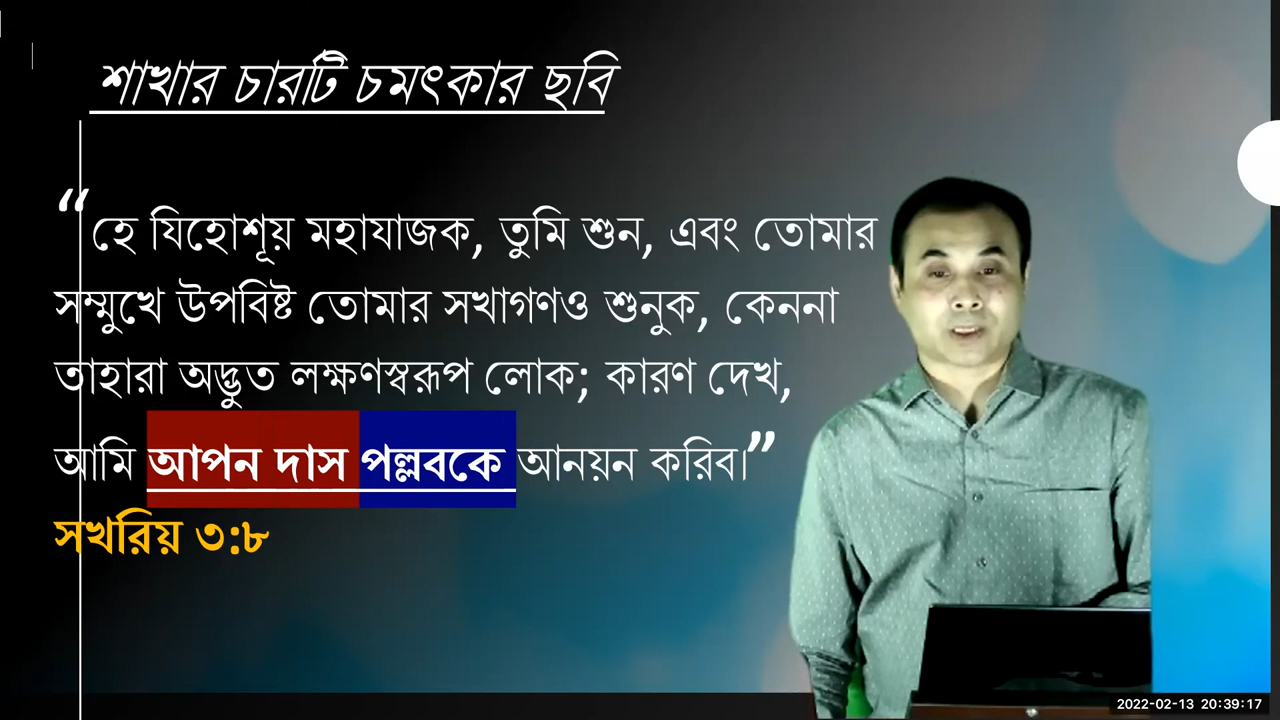 শাখার চারটি চমৎকার ছবি
“হে যিহোশূয় মহাযাজক, তুমি শুন, এবং তোমার
সম্মুখে উপবিষ্ট তোমার সখাগণও শুনুক, কেননা
তাহারা অদ্ভুত লক্ষণস্বরূপ লোক; কারণ দেখ,
আমি আপন দাস পল্লবকে আনয়ন করিব।”
সখরিয় ৩:৮
2022-02-13 20:39:17